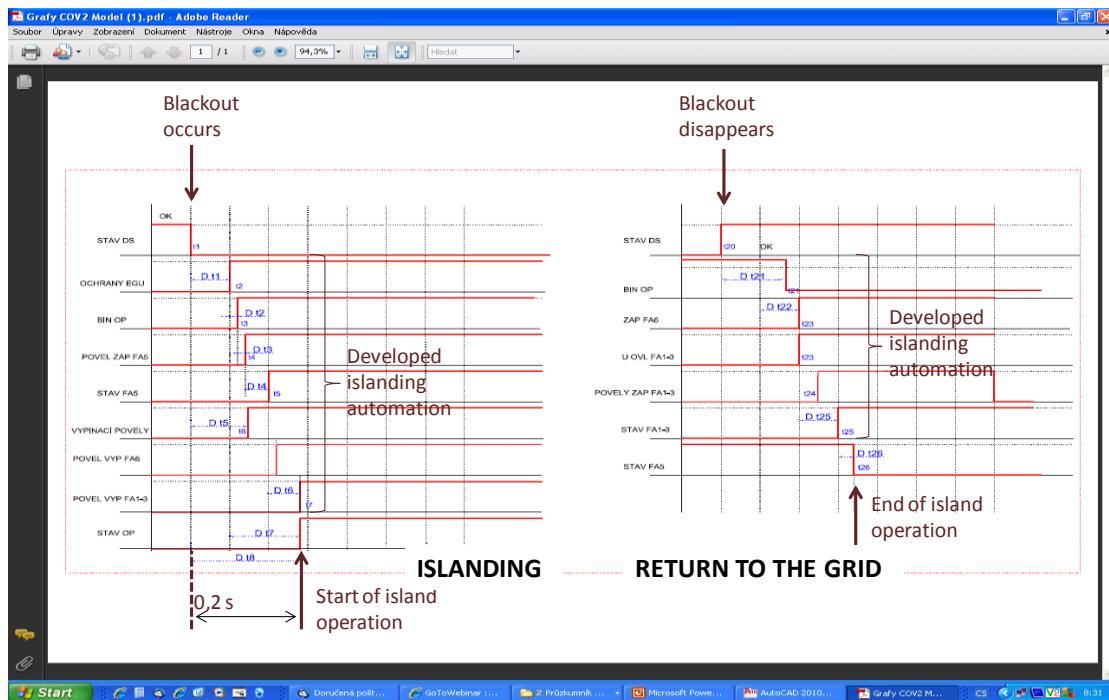 Grafy COV2 Model (1).pdf - Adobe Reader
Soubor Úpravy Zobrazení Dokument Nástroje Okna Nápověda
1 / 1 94,3% Hledat
Blackout
occurs
Blackout
disappears
OK
STAV DS
t1
D t1
OCHRANY EGU
t2
D t2
BIN OP
t3
D t3
POVEL ZAP FA5
t4
Developed
islanding
automation
D t4
STAV FA5
t5
D t5
VYPÍNACÍ POVELY
t6
POVEL VYP FA6
D t6
POVEL VYP FA1-3
t7
STAV OP
D t7
D t8
0,2 s
Start of island
operation
ISLANDING
STAV DS
t20
OK
D t21
BIN OP
t21
D t22
ZAP FA6
t23
Developed
islanding
automation
U OVL FA1-3
t23
POVELY ZAP FA1-3
t24
D t25
STAV FA1-3
t25
D t26
STAV FA5
t26
End of island
operation
RETURN TO THE GRID
Start
Doručená pošt...
GoToWebinar :...
2 Průzkumník ...
Microsoft Powe...
AutoCAD 2010...
Grafy COV2 M...
CS
8:31